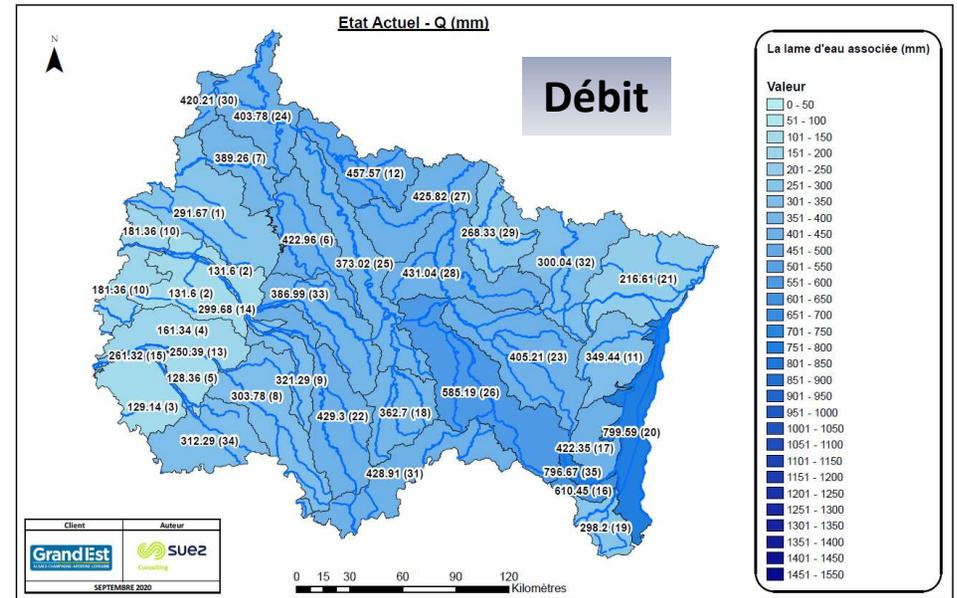 Etat Actuel - Q (mm)
N
Débit
420.21 (30)
403.78 (24)
389.26 (7)
457.57 (12)
425.82 (27)
291.67 (1)
181.36 (10)
422.96 (6)
268.33 (29)
373.02 (25)
431.04 (28)
300.04 (32)
216.61 (21)
131.6 (2)
181.36 (10)
131.6 (2)
386.99 (33)
299.68 (14)
161.34 (4)
261.32 (15)
250.39 (13)
405.21 (23)
349.44 (11)
128.36 (5)
321.29 (9)
303.78 (8)
585.19 (26)
129.14 (3)
429.3 (22)
362.7 (18)
312.29 (34)
799.59 (20)
422.35 (17)
428.91 (31)
796.67 (35)
610.45 (16)
298.2 (19)
La lame d'eau associée (mm)
Valeur
0 - 50
51 - 100
101 - 150
151 - 200
201 - 250
251 - 300
301 - 350
351 - 400
401 - 450
451 - 500
501 - 550
551 - 600
601 - 650
651 - 700
701 - 750
751 - 800
801 - 850
851 - 900
901 - 950
951 - 1000
1001 - 1050
1051 - 1100
1101 - 1150
1151 - 1200
1201 - 1250
1251 - 1300
1301 - 1350
1351 - 1400
1401 - 1450
1451 - 1550
Client
Auteur
GrandEst
ALSACE CHAMPAGNE-ARDENNE LORRAINE
suez
Consulting
SEPTEMBRE 2020
0 15 30 60 90 120
Kilomètres